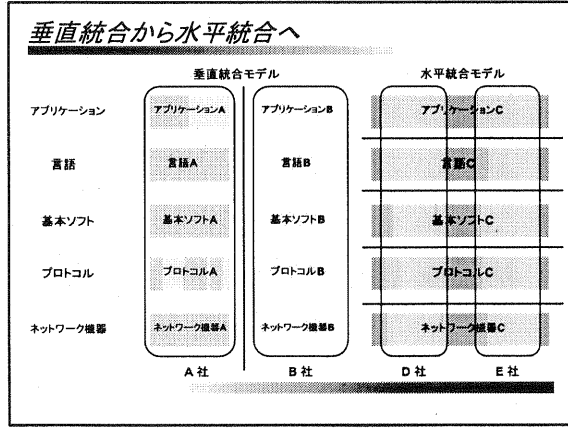 垂直統合から水平統合へ
垂直統合モデル 水平統合モデル
アプリケーション アプリケーションA アプリケーションB アプリケーションC
言語 言語A 言語B 言語C
基本ソフト 基本ソフトA 基本ソフトB 基本ソフトC
プロトコル プロトコルA プロトコルB プロトコルC
ネットワーク機器 ネットワーク機器A ネットワーク機器B ネットワーク機器C
A社 B社 D社 E社